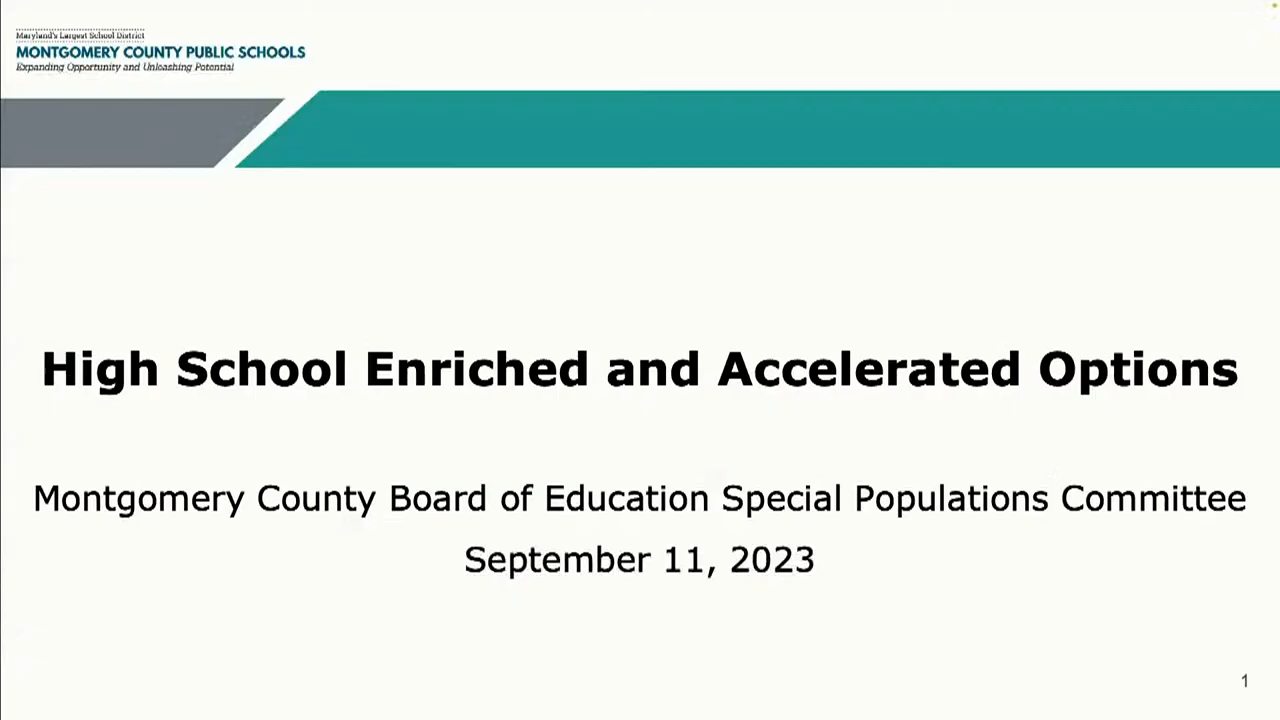 Maryland's Largest School District
MONTGOMERY COUNTY PUBLIC SCHOOLS
Expanding Opportunity and Unleashing Potential
High School Enriched and Accelerated Options
Montgomery County Board of Education Special Populations Committee
September 11, 2023
1